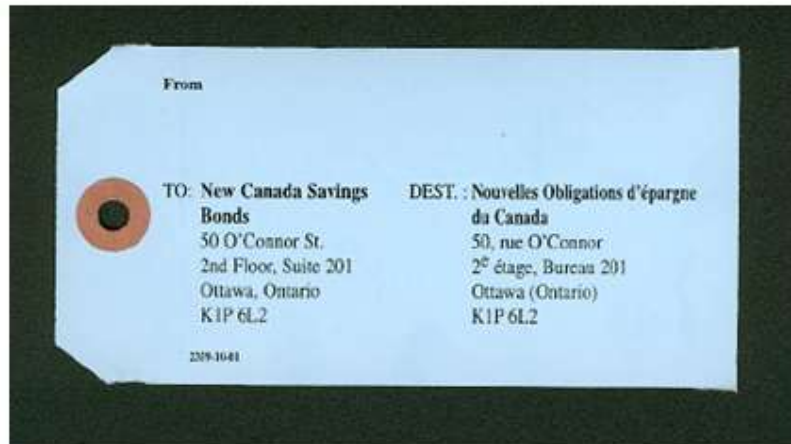 From
TO: New Canada Savings
Bonds
50 O'Connor St.
2nd Floor, Suite 201
Ottawa, Ontario
K1P 6L2
DEST. : Nouvelles Obligations d'épargne
du Canada
50, rue O'Connor
2e étage, Bureau 201
Ottawa (Ontario)
K1P 6L2